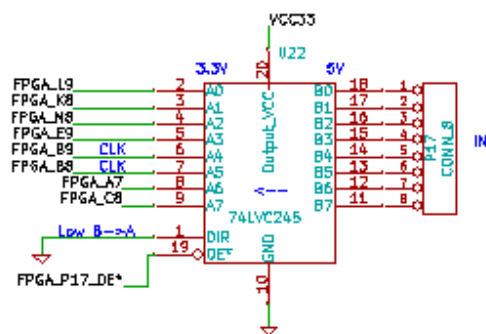 VCC33
3.3V U22 5V
20
FPGA_L9 2 A0 B0 18 1
FPGA_K8 3 A1 B1 17 2
FPGA_M8 4 A2 B2 16 3
FPGA_E9 5 A3 B3 15 4
FPGA_B9 CLK 6 A4 B4 14 5
FPGA_B8 CLK 7 A5 B5 13 6
FPGA_A7 8 A6 B6 12 7
FPGA_C8 9 A7 B7 11 8
Output_VCC
<--
P17
CONN_8
IN
74LVC245
Low B->A 1 DIR
19 OE*
GND
FPGA_P17_OE*
10